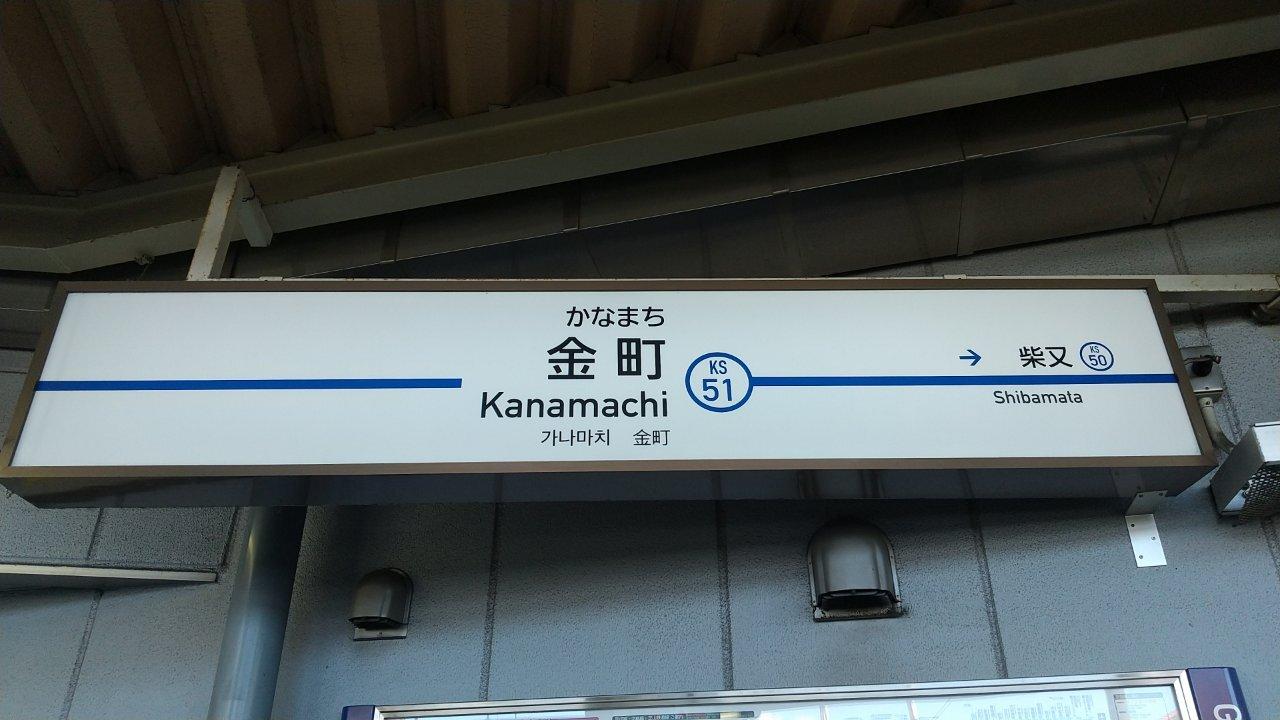 かなまち
金町
Kanamachi
가나마치 金町
KS
51
→ 柴又
KS
50
Shibamata